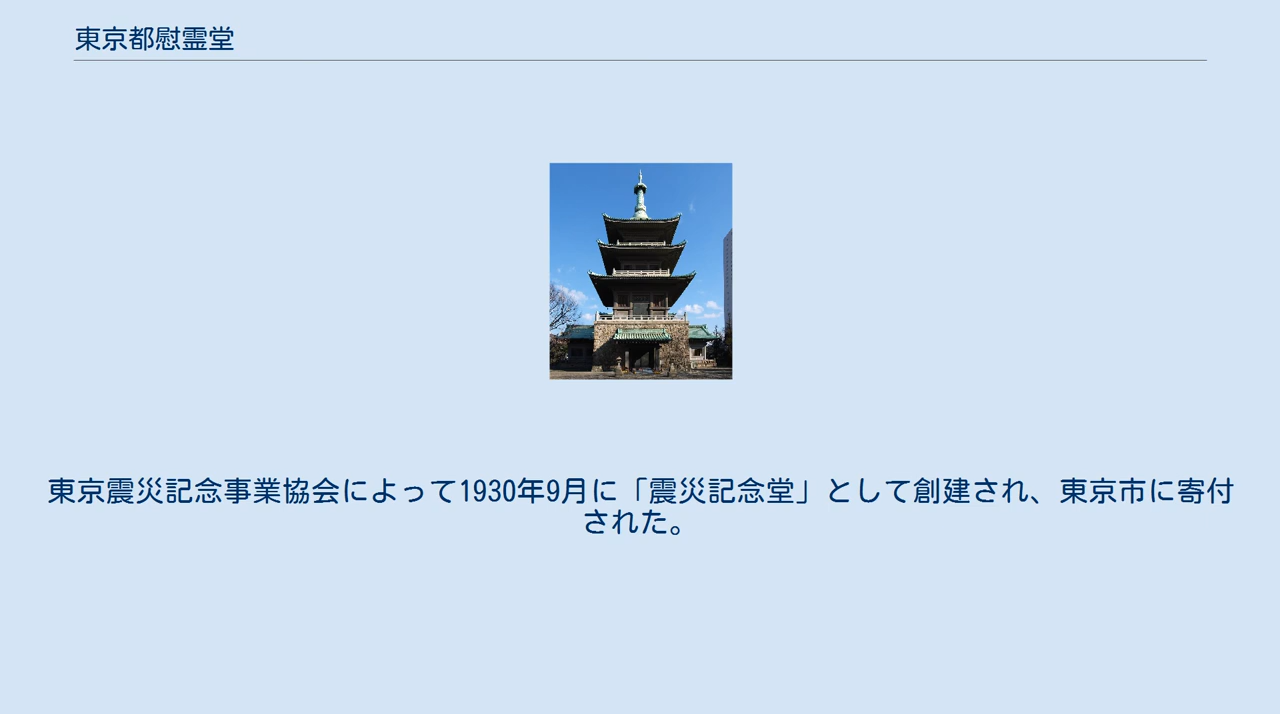 東京都慰霊堂
東京震災記念事業協会によって1930年9月に「震災記念堂」として創建され、東京市に寄付
された。